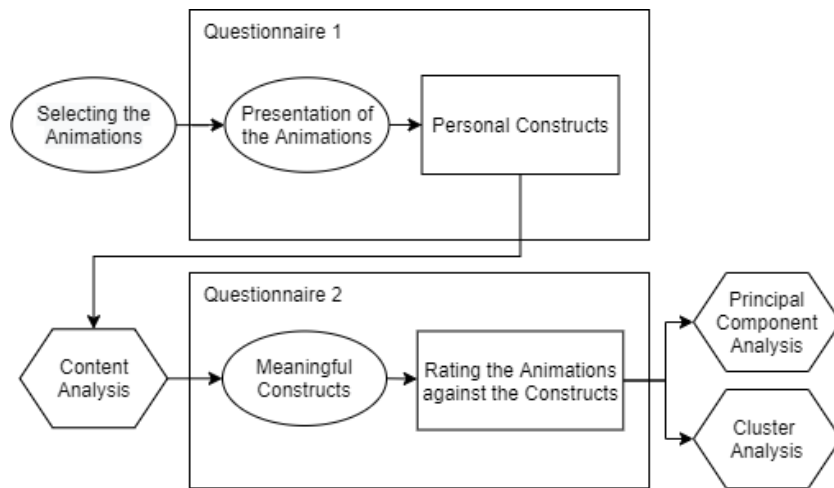 Questionnaire 1
Selecting the
Animations
Presentation of
the Animations
Personal Constructs
Questionnaire 2
Content
Analysis
Meaningful
Constructs
Rating the Animations
against the Constructs
Principal
Component
Analysis
Cluster
Analysis